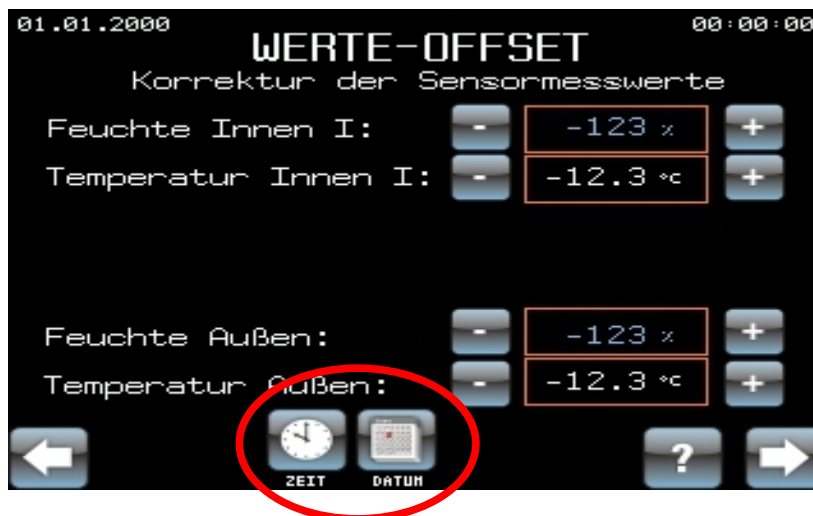 01.01.2000 00:00:00
WERTE-OFFSET
Korrektur der Sensormesswerte
Feuchte Innen I: - -123 % +
Temperatur Innen I: - -12.3 °C +
Feuchte Außen: - -123 % +
Temperatur Außen: - -12.3 °C +
?
ZEIT DATUM